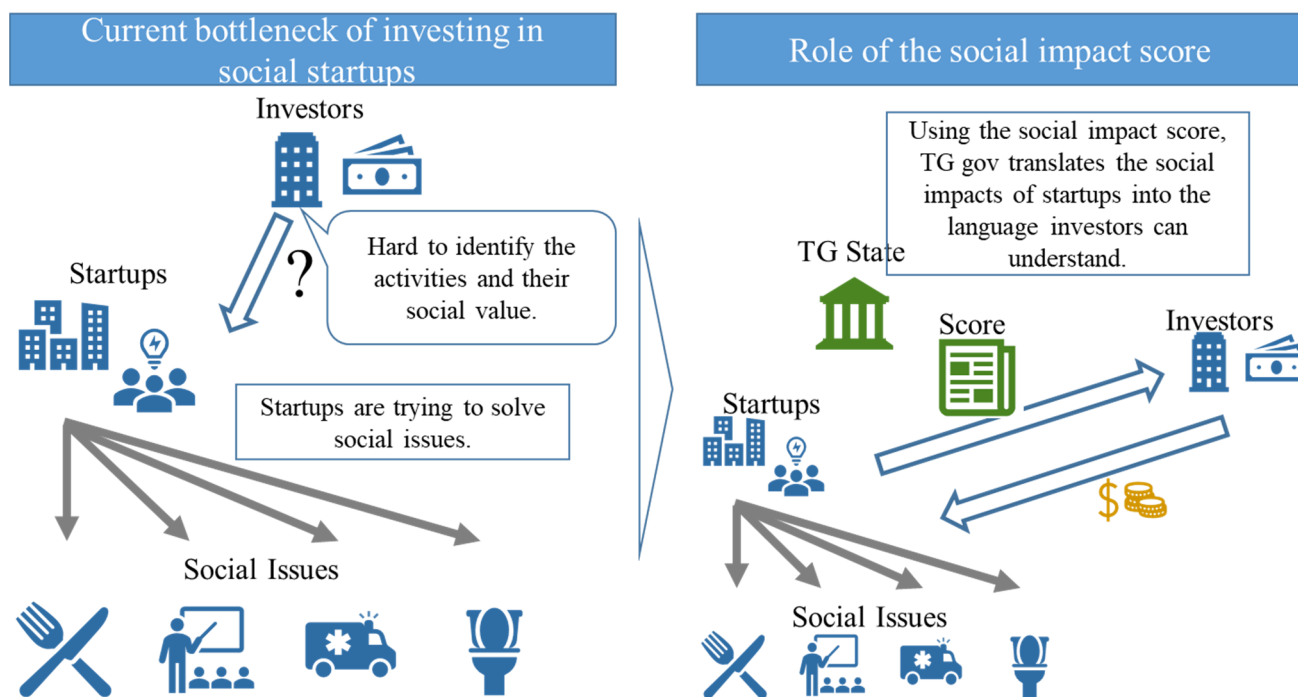 Current bottleneck of investing in
social startups
Investors
Hard to identify the
activities and their
social value.
?
Startups
Startups are trying to solve
social issues.
Social Issues
Role of the social impact score
Using the social impact score,
TG gov translates the social
impacts of startups into the
language investors can
understand.
TG State
Score
Investors
Startups
$
Social Issues